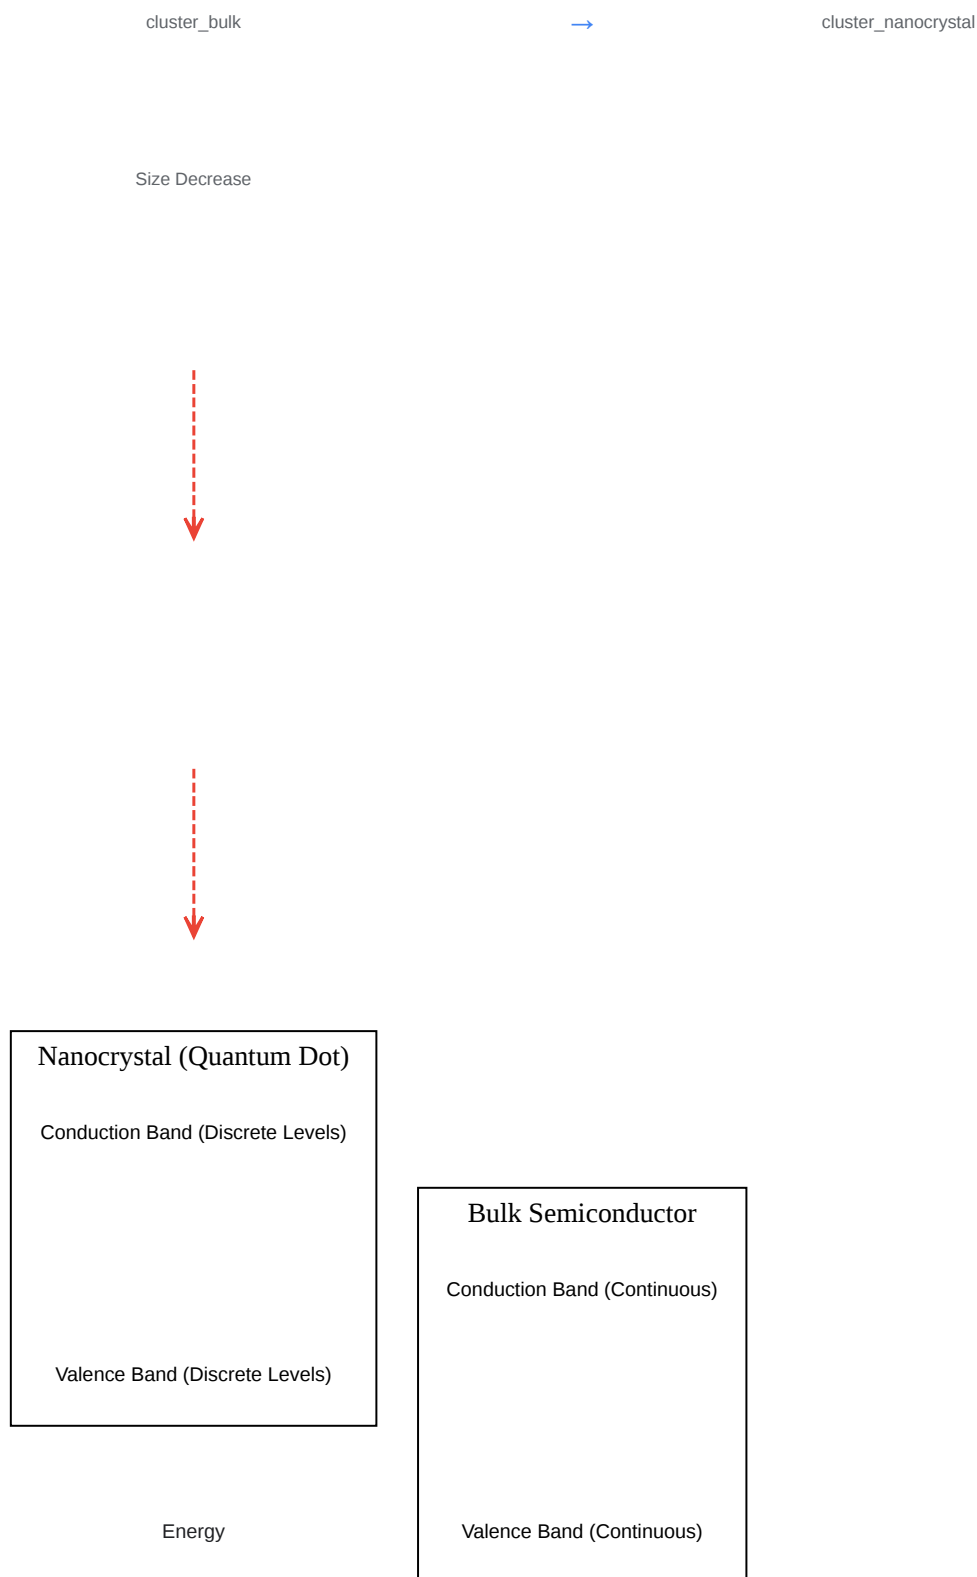 cluster_bulk → cluster_nanocrystal
Size Decrease
Nanocrystal (Quantum Dot)
Conduction Band (Discrete Levels)
Valence Band (Discrete Levels)
Bulk Semiconductor
Conduction Band (Continuous)
Valence Band (Continuous)
Energy